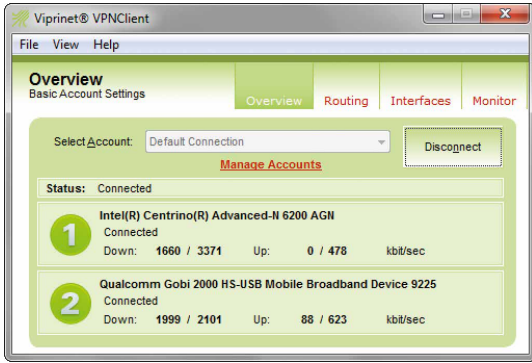 Viprinet® VPNClient
File View Help
Overview
Basic Account Settings
Overview Routing Interfaces Monitor
Select Account: Default Connection Disconnect
Manage Accounts
Status: Connected
1 Intel(R) Centrino(R) Advanced-N 6200 AGN
Connected
Down: 1660 / 3371 Up: 0 / 478 kbit/sec
2 Qualcomm Gobi 2000 HS-USB Mobile Broadband Device 9225
Connected
Down: 1999 / 2101 Up: 88 / 623 kbit/sec